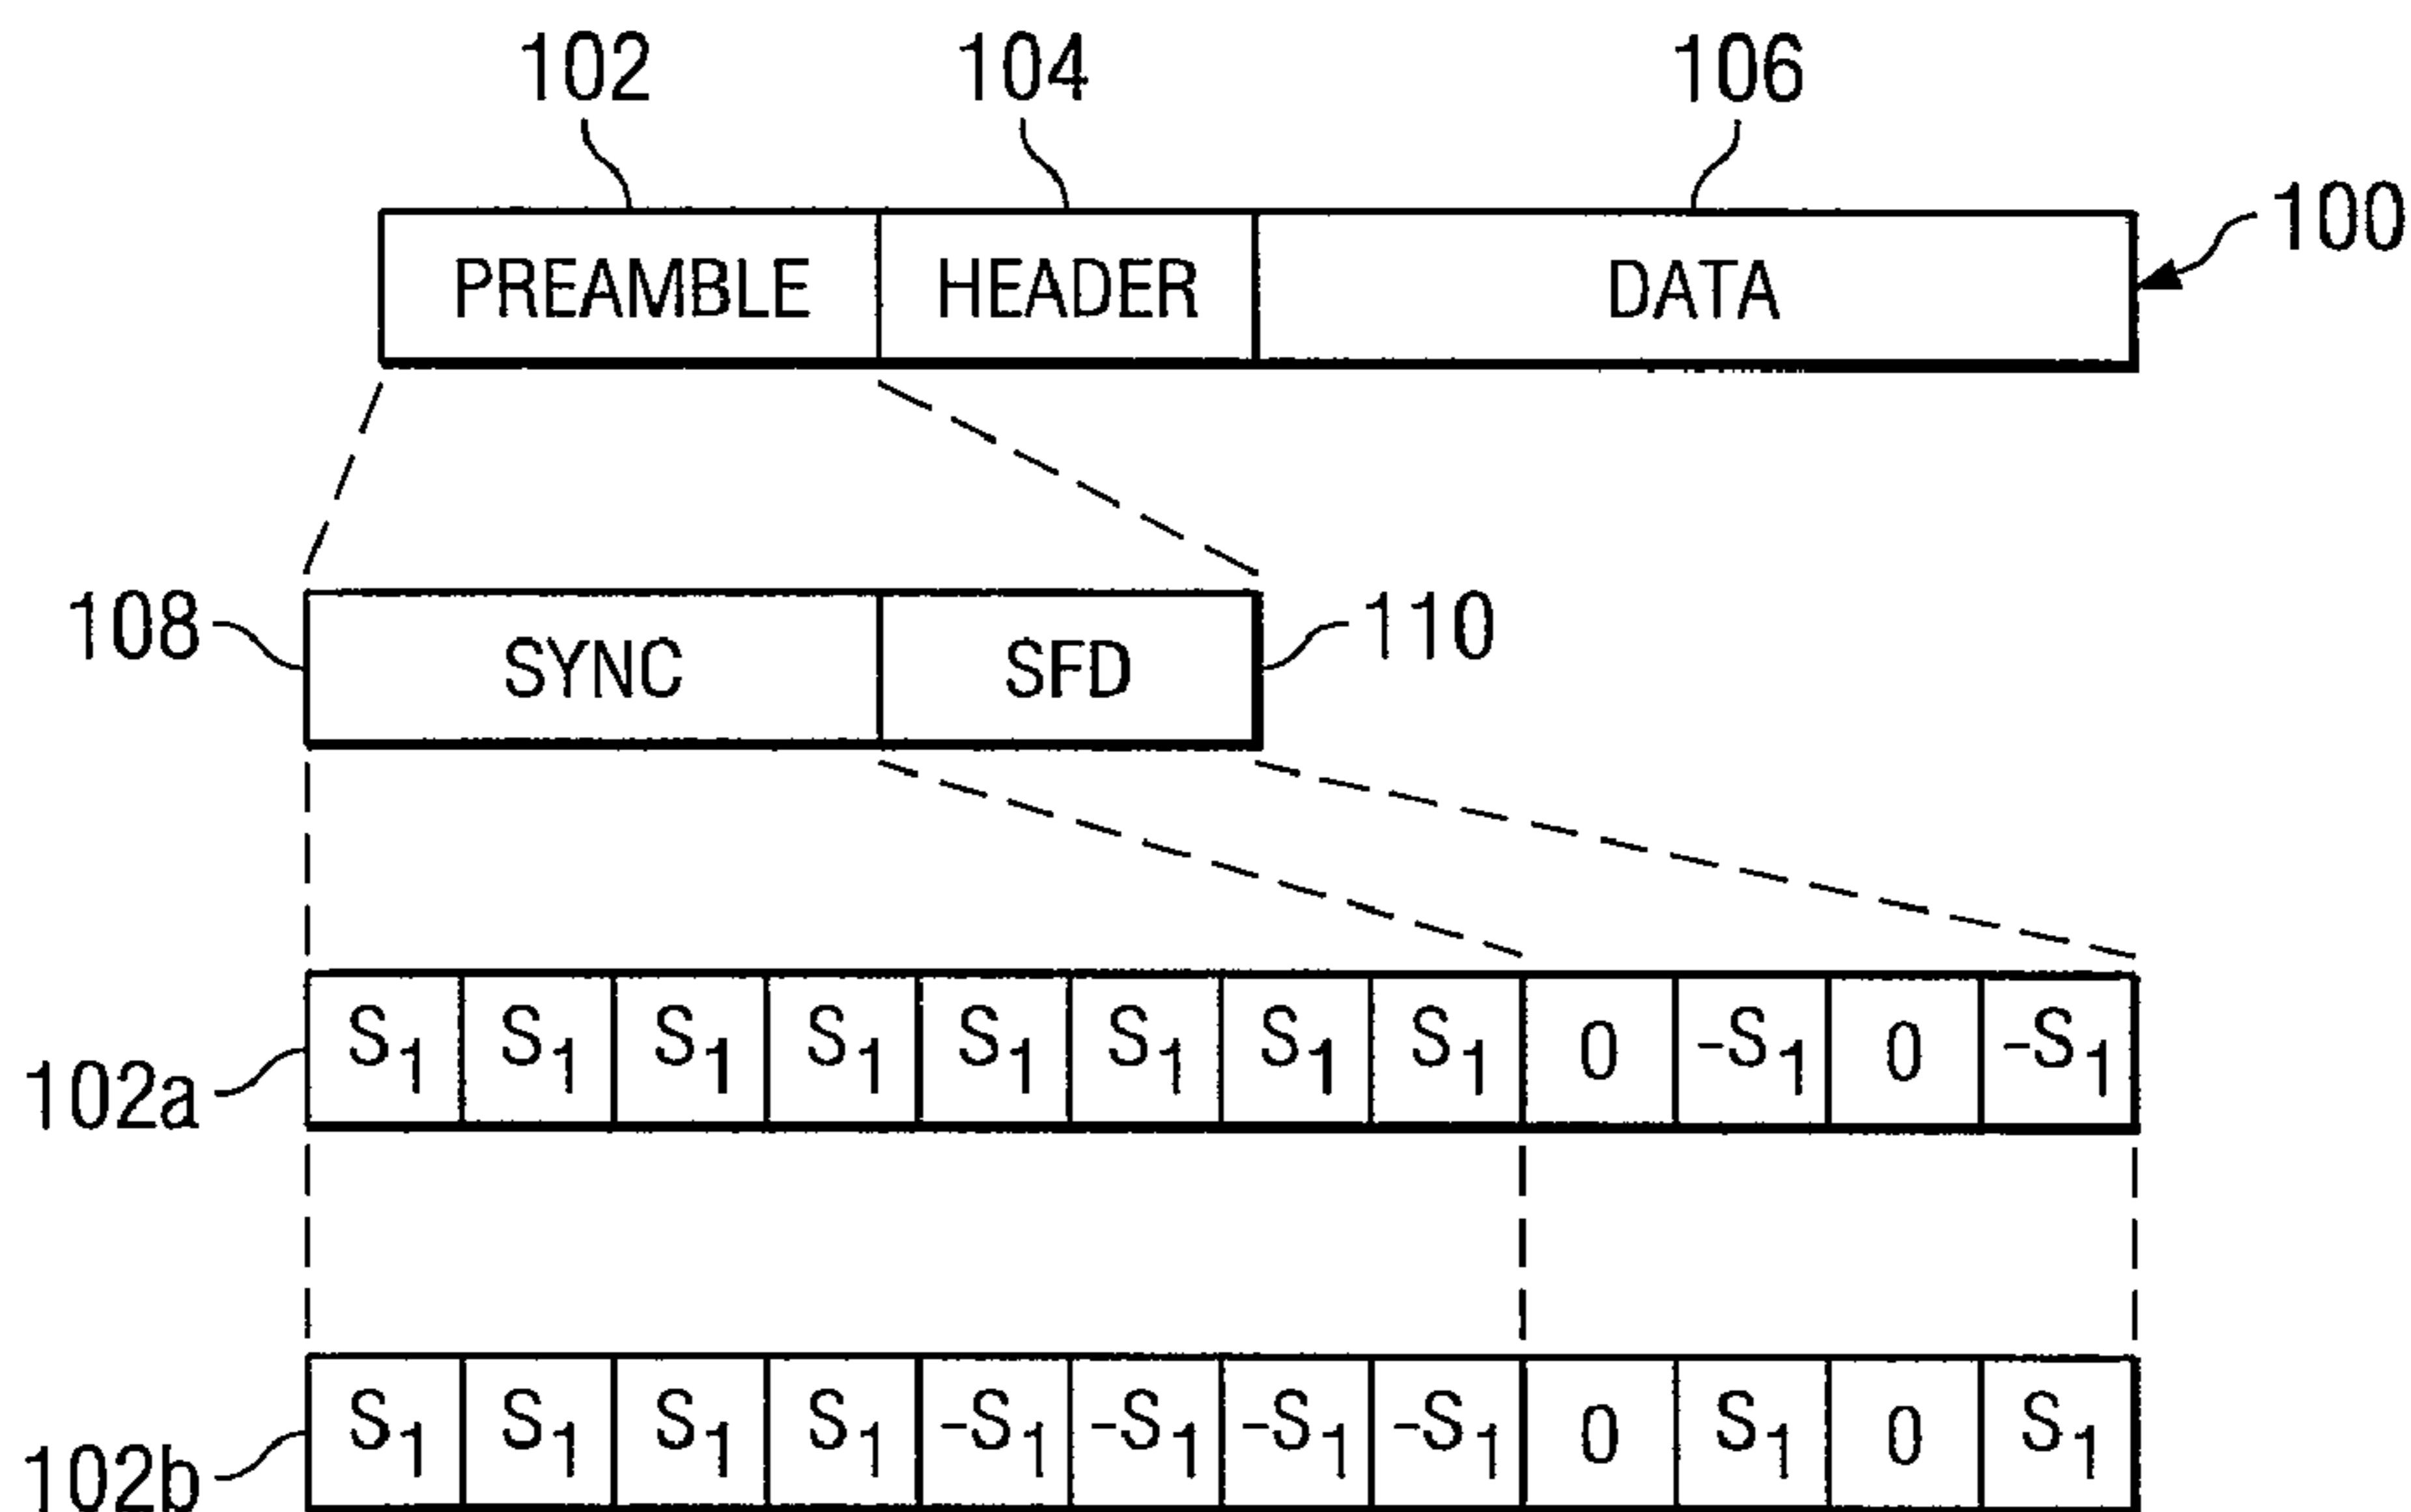 102 104 106
100
PREAMBLE HEADER DATA
108 SYNC SFD 110
S1 S1 S1 S1 S1 S1 S1 S1 0 -S1 0 -S1
102a
S1 S1 S1 S1 -S1 -S1 -S1 -S1 0 S1 0 S1
102b